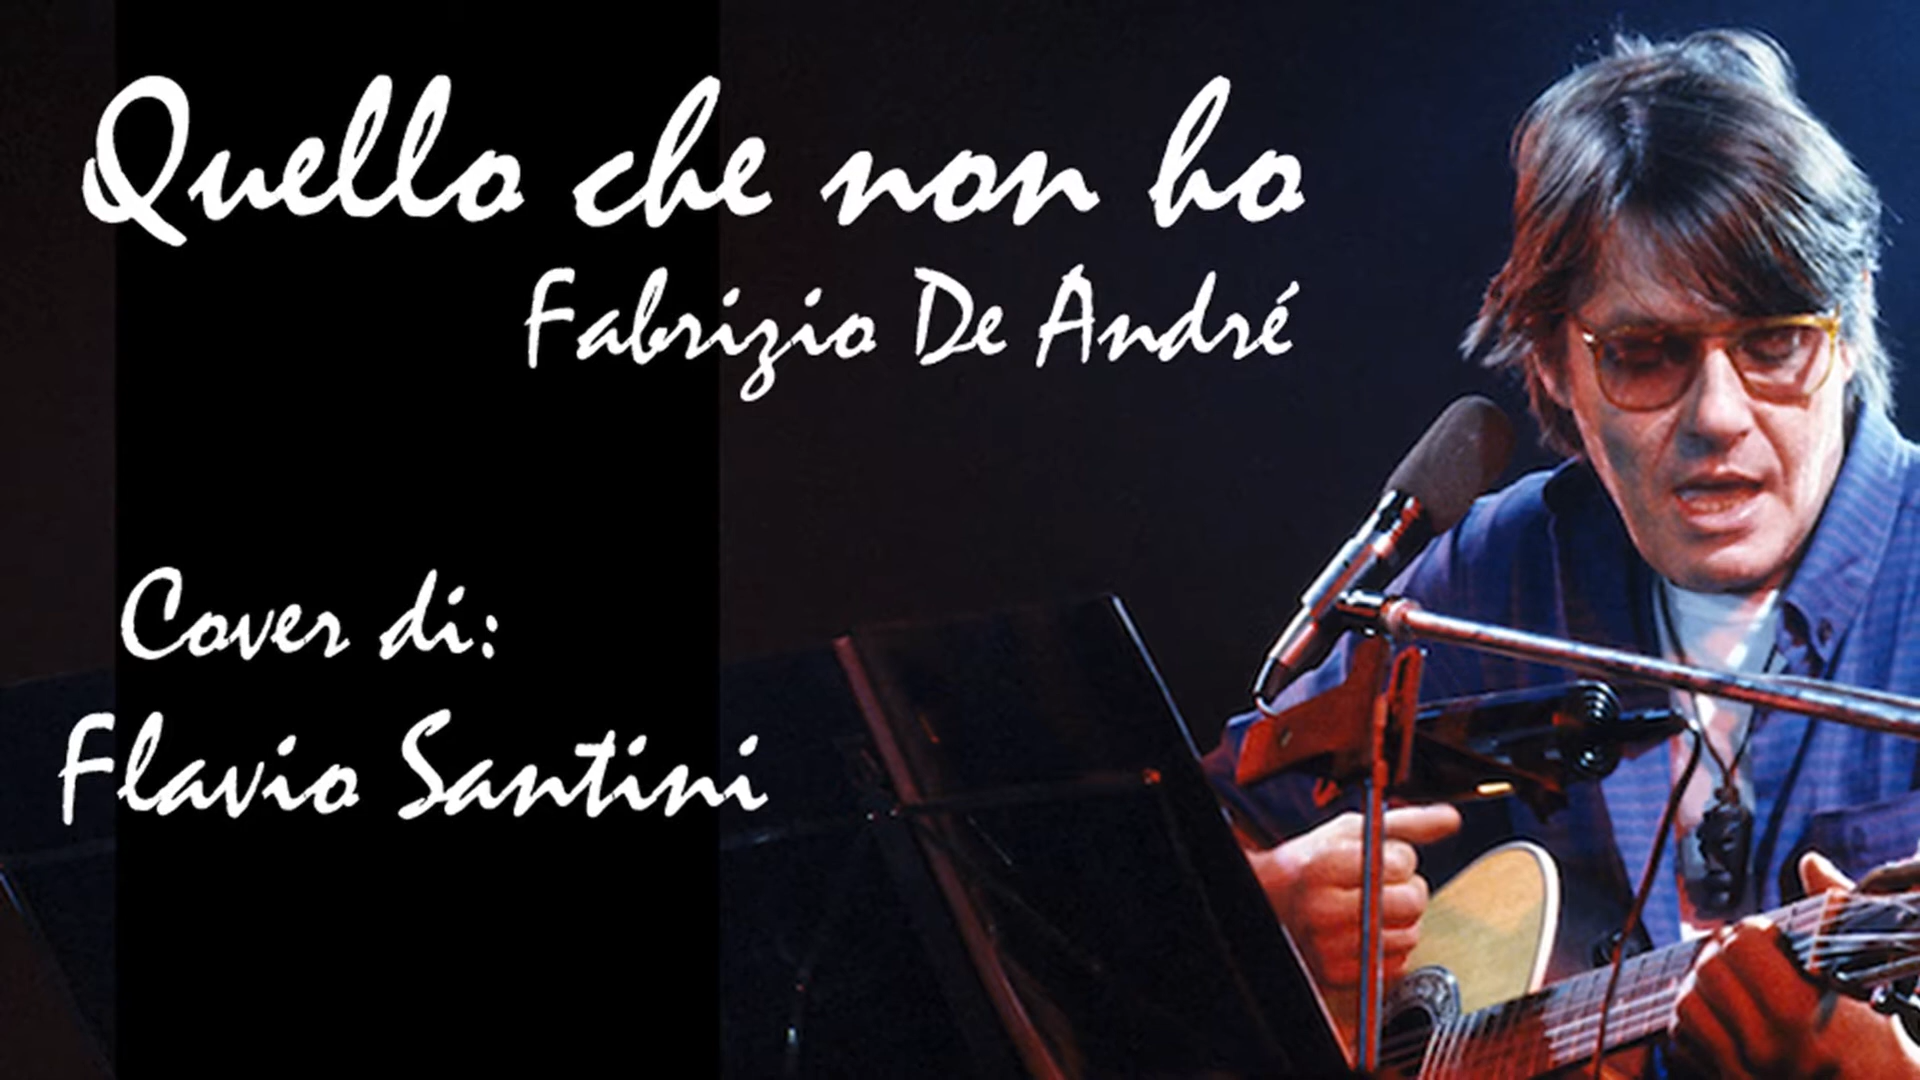 Quello che non ho
Fabrizio De André
Cover di:
Flavio Santini